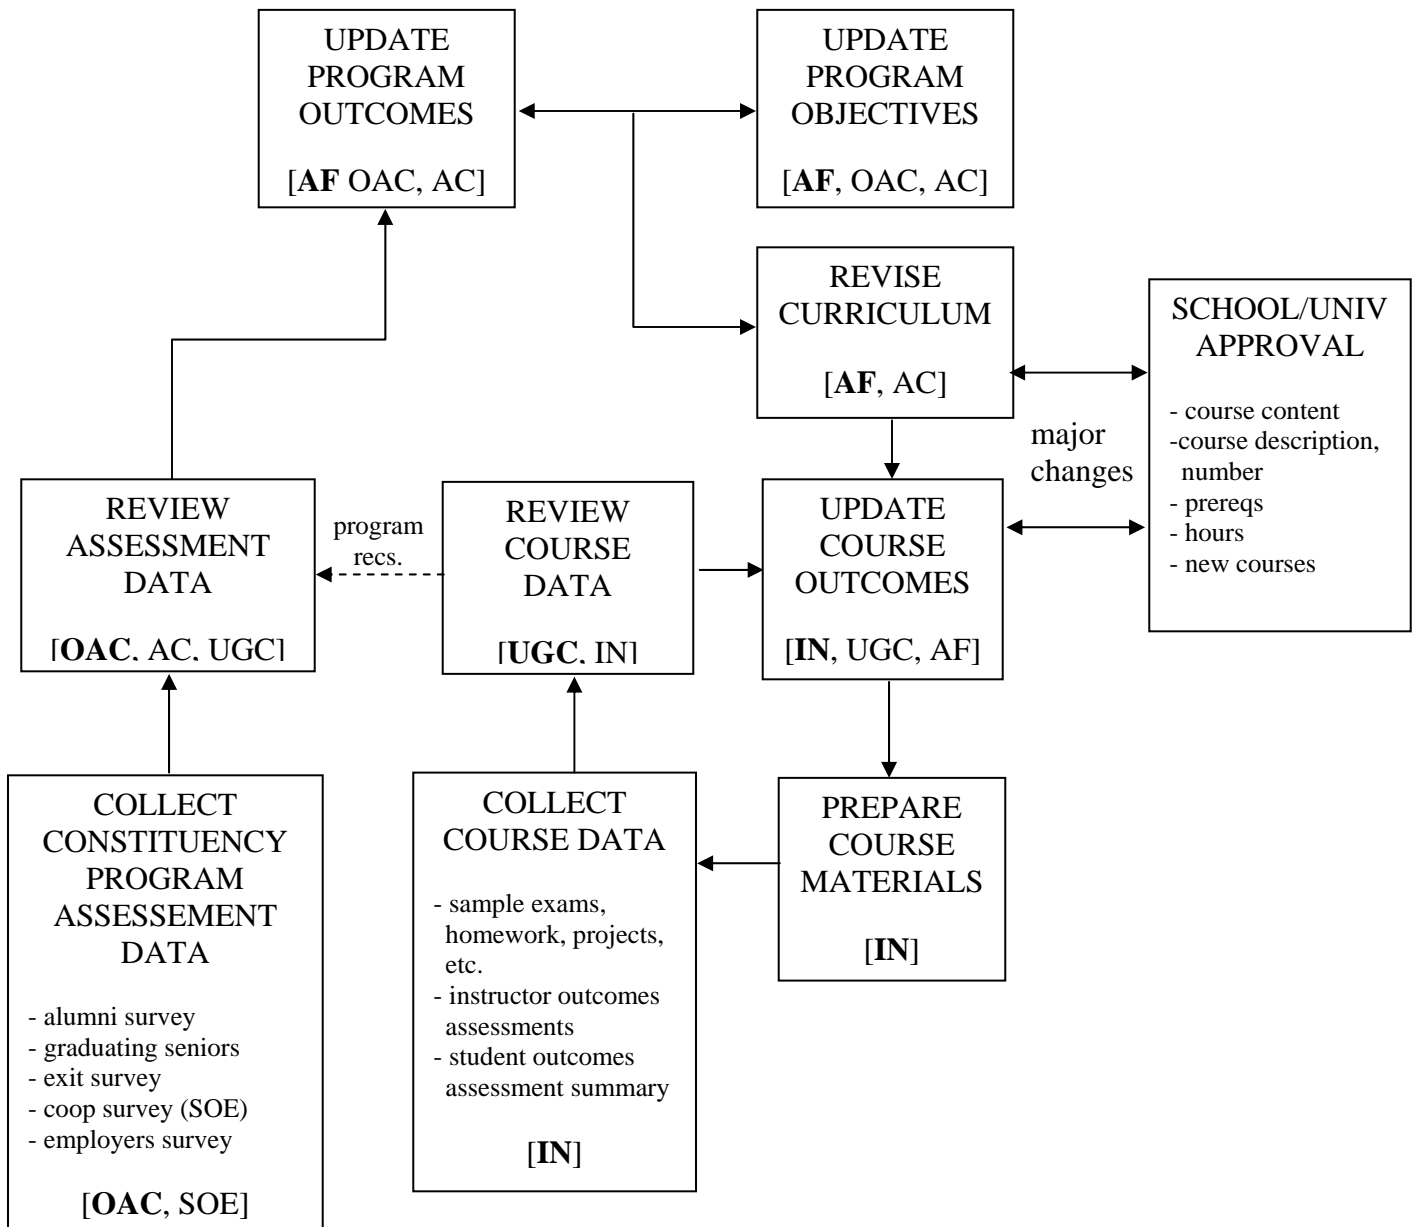 UPDATE
PROGRAM
OUTCOMES
[AF OAC, AC]
UPDATE
PROGRAM
OBJECTIVES
[AF, OAC, AC]
REVISE
CURRICULUM
[AF, AC]
SCHOOL/UNIV
APPROVAL
- course content
-course description,
number
- prereqs
- hours
- new courses
major
changes
REVIEW
ASSESSMENT
DATA
[OAC, AC, UGC]
program
recs.
REVIEW
COURSE
DATA
[UGC, IN]
UPDATE
COURSE
OUTCOMES
[IN, UGC, AF]
COLLECT
CONSTITUENCY
PROGRAM
ASSESSEMENT
DATA
- alumni survey
- graduating seniors
- exit survey
- coop survey (SOE)
- employers survey
[OAC, SOE]
COLLECT
COURSE DATA
- sample exams,
homework, projects,
etc.
- instructor outcomes
assessments
- student outcomes
assessment summary
[IN]
PREPARE
COURSE
MATERIALS
[IN]